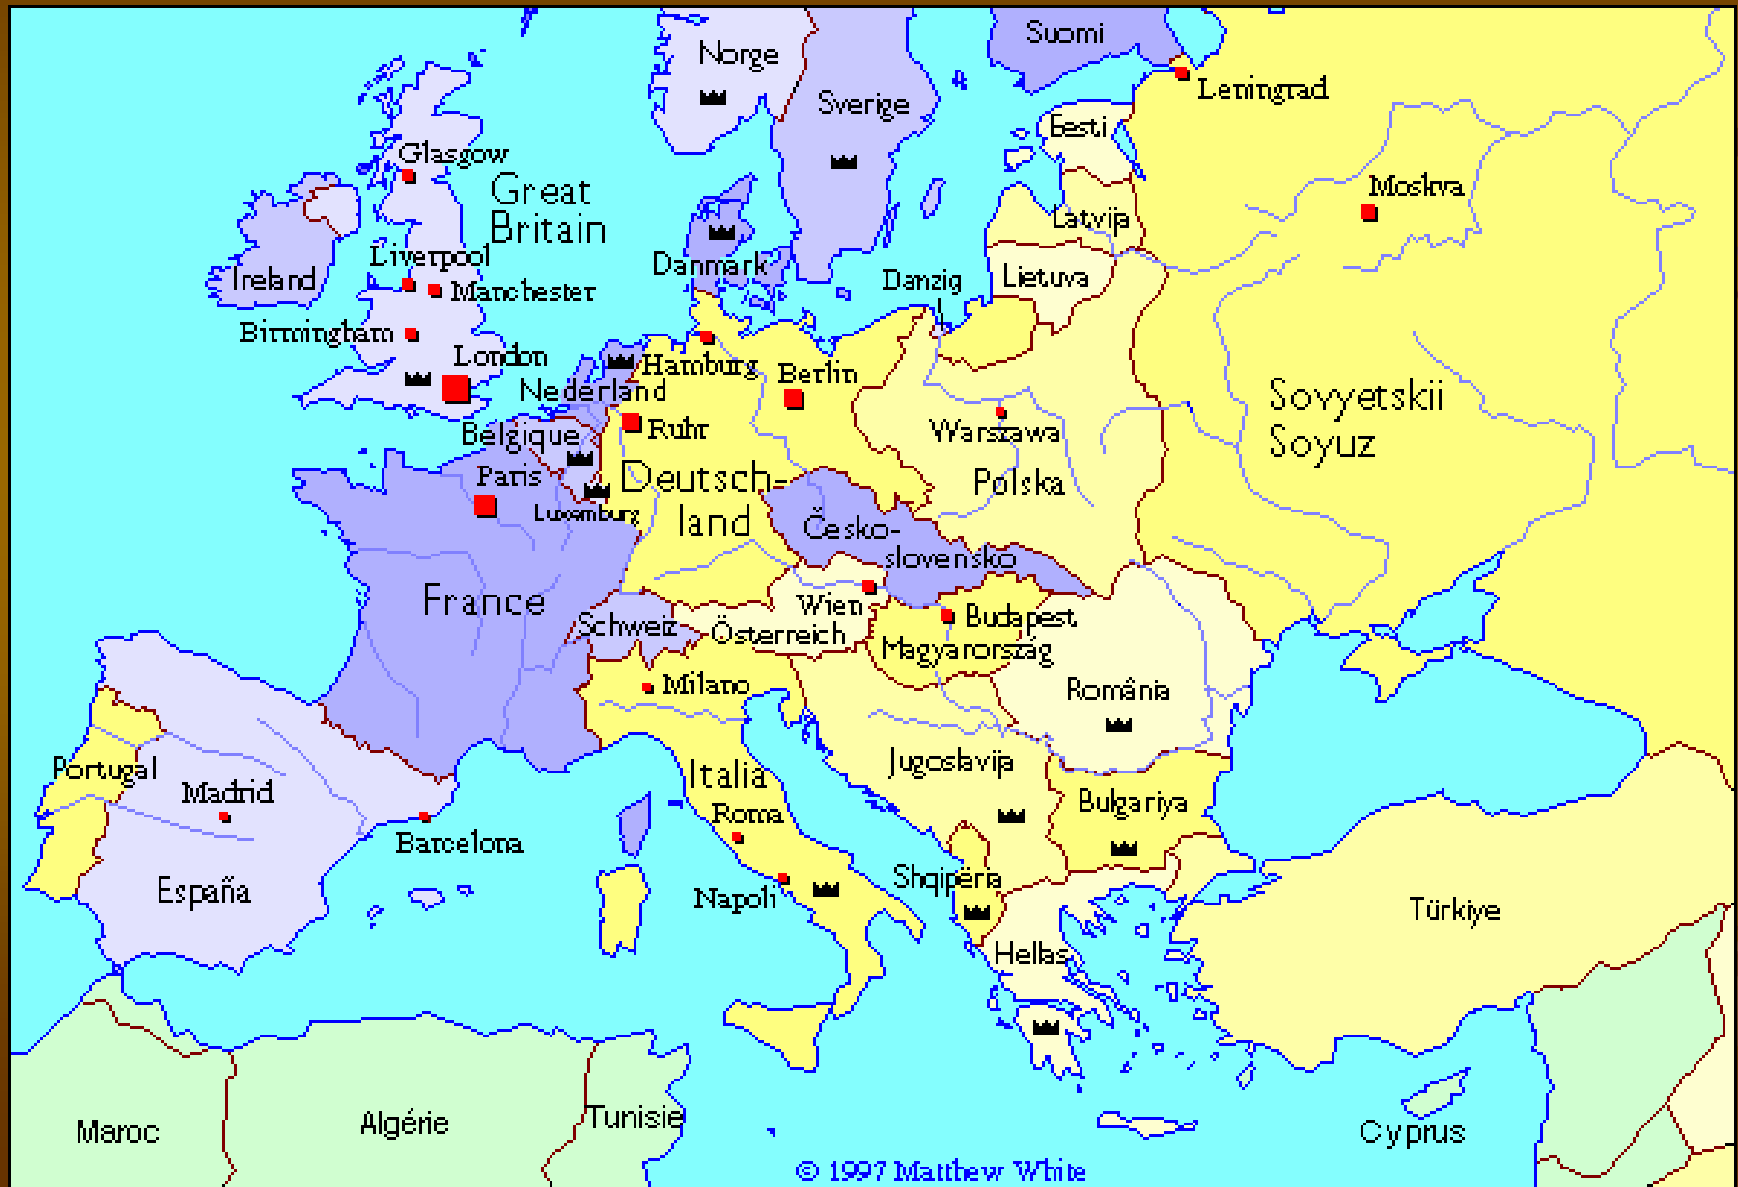 Suomi
Norge
Leningrad
Sverige
Eesti
Glasgow
Great
Britain
Moskva
Latvija
Liverpool
Danmark
Ireland
Danzig
Lietuva
Manchester
Birmingham
London
Hamburg
Berlin
Nederland
Sovyetskii
Soyuz
Belgique
Ruhr
Warszawa
Paris
Deutsch-
land
Polska
Luxemburg
Česko-
slovensko
France
Wien
Budapest
Schweiz
Österreich
Magyarország
Milano
România
Portugal
Madrid
Italia
Jugoslavija
Bulgariya
Roma
Barcelona
España
Napoli
Shqipëria
Türkiye
Hellas
Maroc
Algérie
Tunisie
Cyprus
© 1997 Matthew White